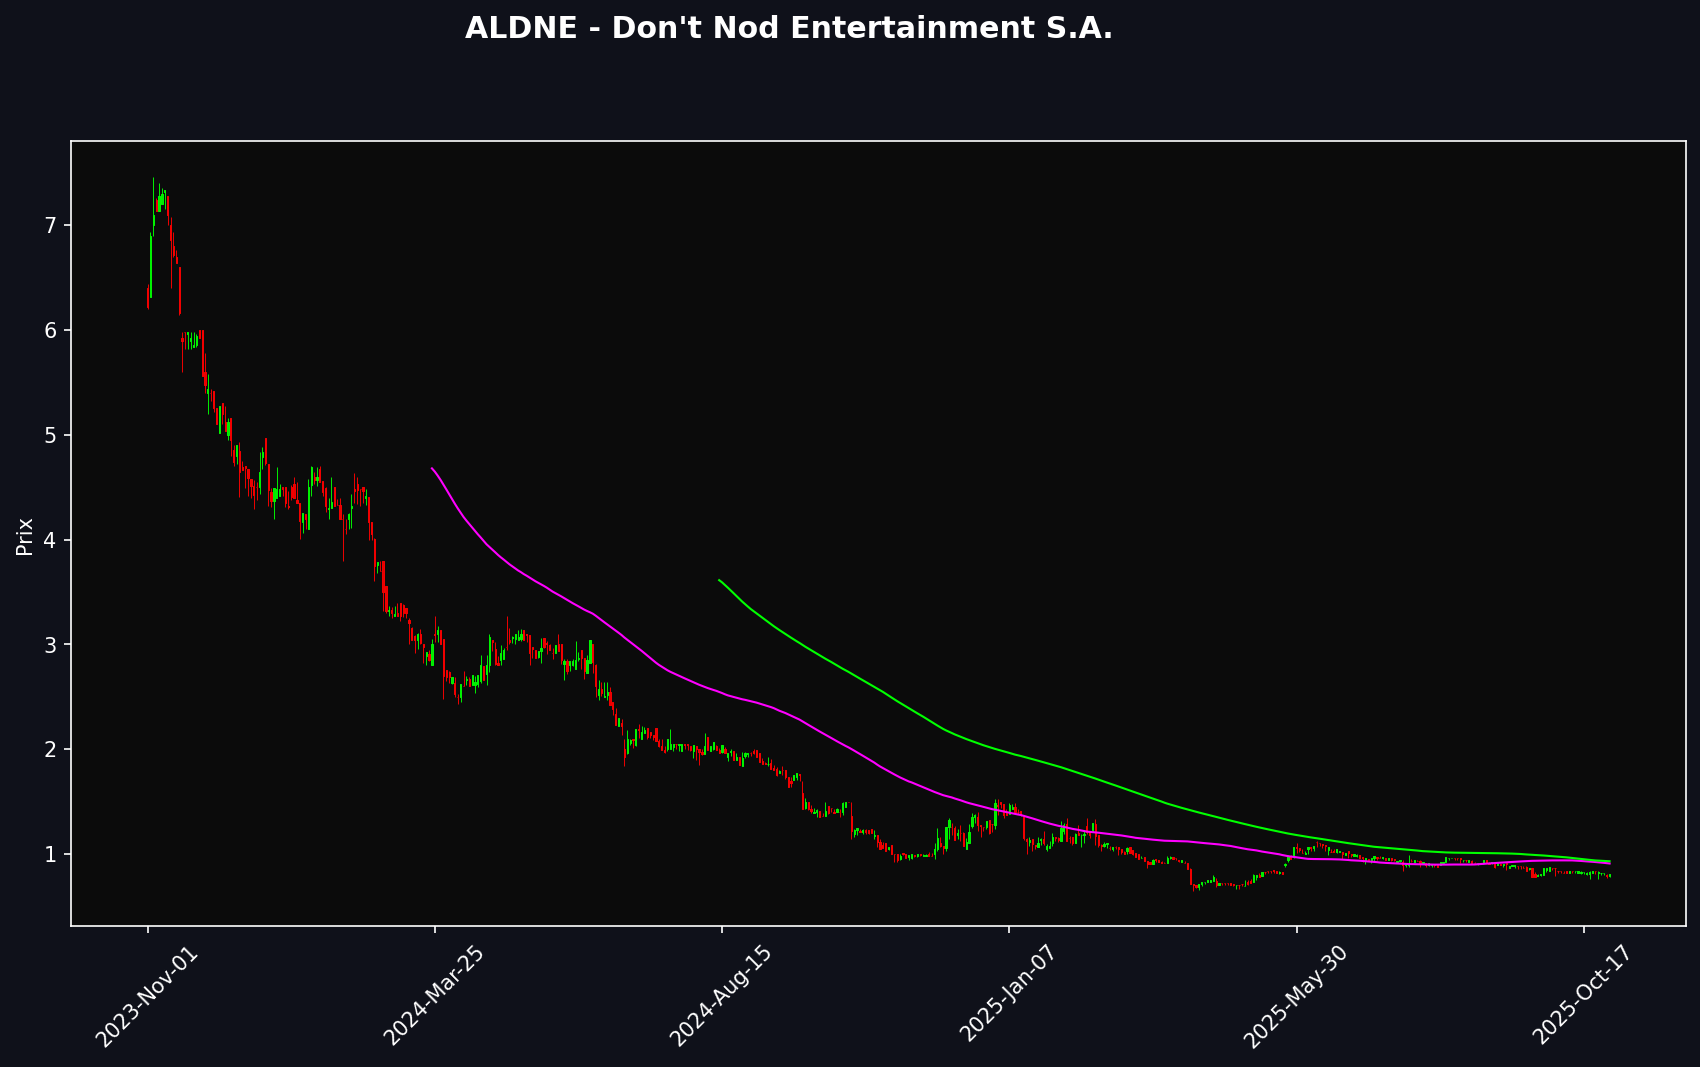 ALDNE - Don't Nod Entertainment S.A.
Prix
7
6
5
4
3
2
1
2023-Nov-01
2024-Mar-25
2024-Aug-15
2025-Jan-07
2025-May-30
2025-Oct-17